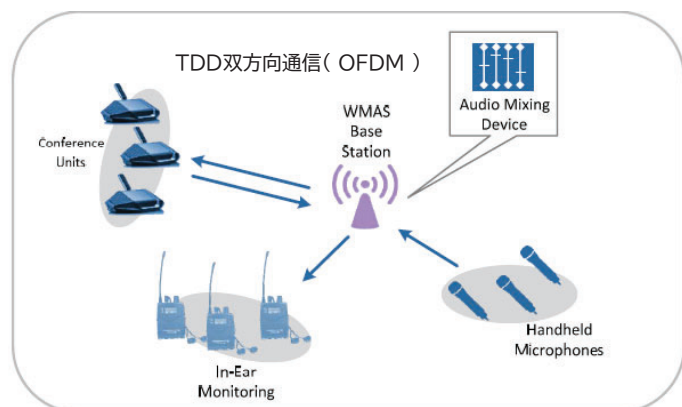 TDD双方向通信( OFDM )
Audio Mixing
Device
WMAS
Base
Station
Conference
Units
Handheld
Microphones
In-Ear
Monitoring